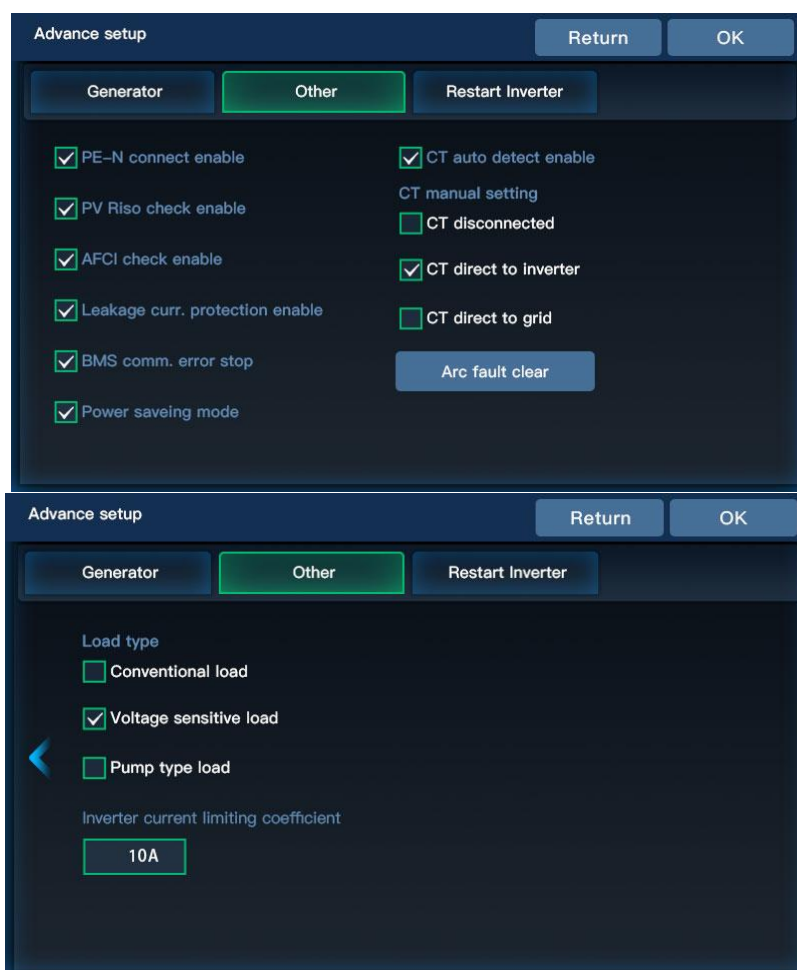 Advance setup
Return
OK
Generator
Other
Restart Inverter
PE-N connect enable
PV Riso check enable
AFCI check enable
Leakage curr. protection enable
BMS comm. error stop
Power saveing mode
CT auto detect enable
CT manual setting
CT disconnected
CT direct to inverter
CT direct to grid
Arc fault clear
Advance setup
Return
OK
Generator
Other
Restart Inverter
Load type
Conventional load
Voltage sensitive load
Pump type load
Inverter current limiting coefficient
10A